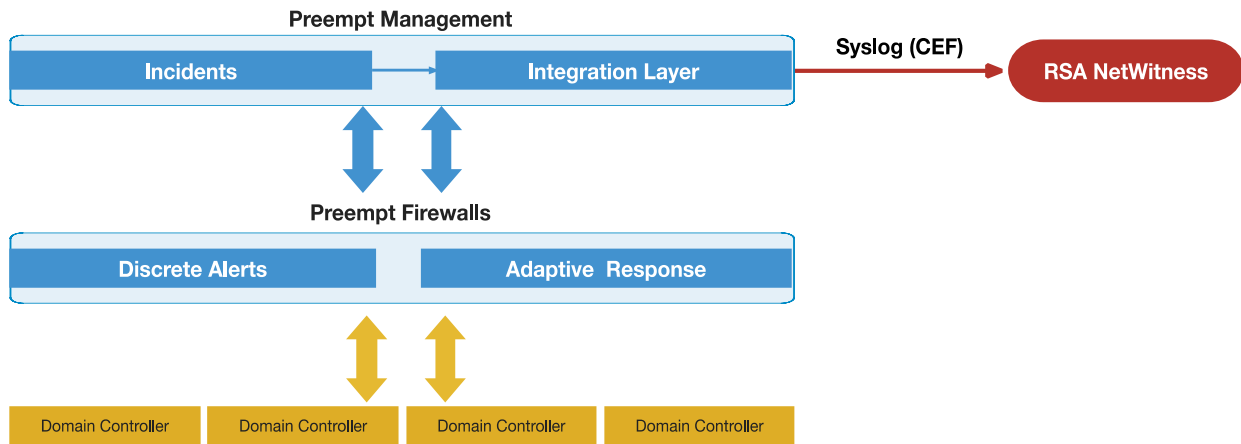 Preempt Management
Incidents
Integration Layer
Syslog (CEF)
RSA NetWitness
Preempt Firewalls
Discrete Alerts
Adaptive Response
Domain Controller
Domain Controller
Domain Controller
Domain Controller